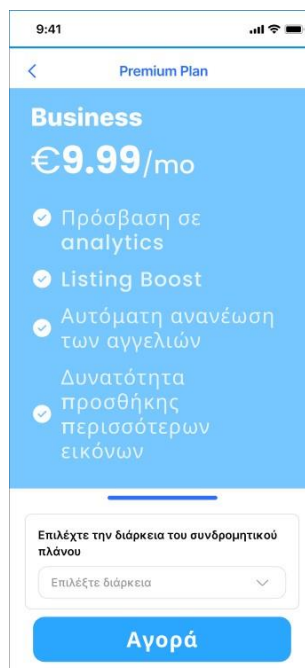 9:41
Premium Plan
Business
€9.99/mo
Πρόσβαση σε
analytics
Listing Boost
Αυτόματη ανανέωση
των αγγελιών
Δυνατότητα
προσθήκης
περισσότερων
εικόνων
Επιλέχτε την διάρκεια του συνδρομητικού
πλάνου
Επιλέξτε διάρκεια
Αγορά